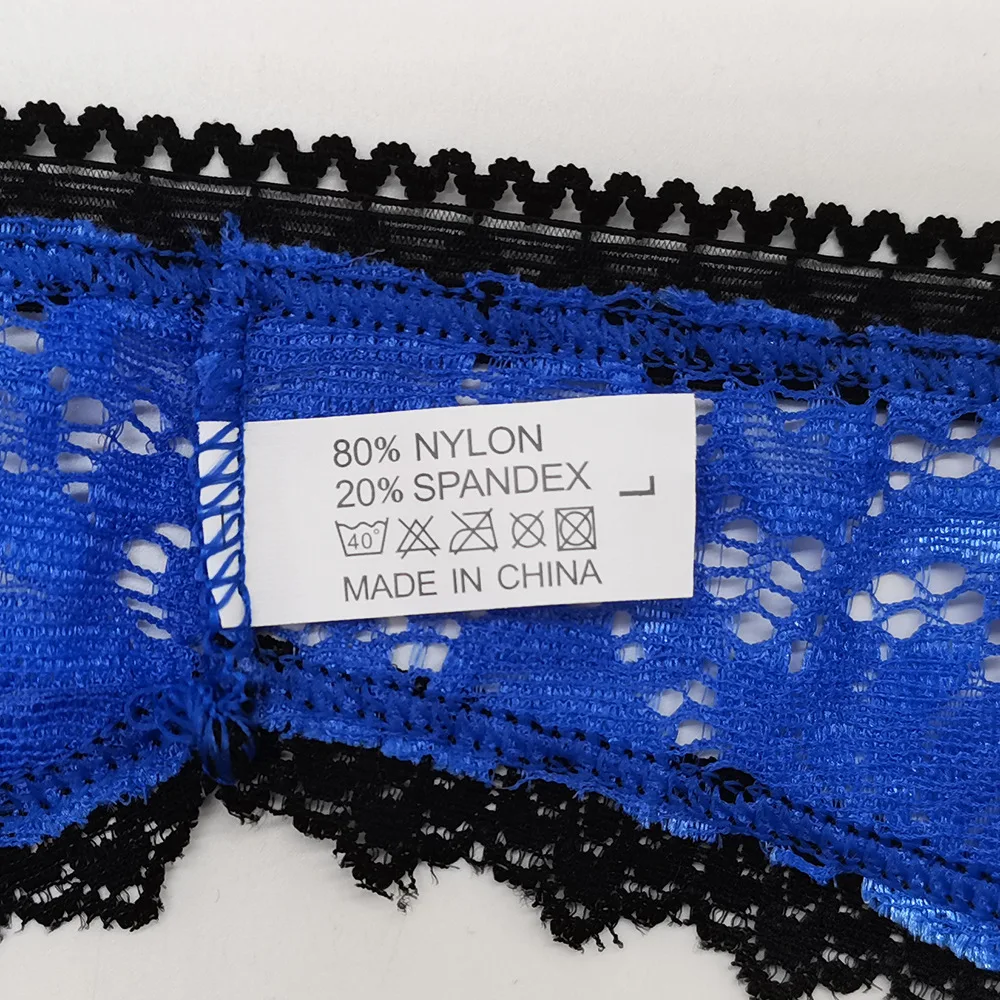 80% NYLON
20% SPANDEX
L
40°
MADE IN CHINA